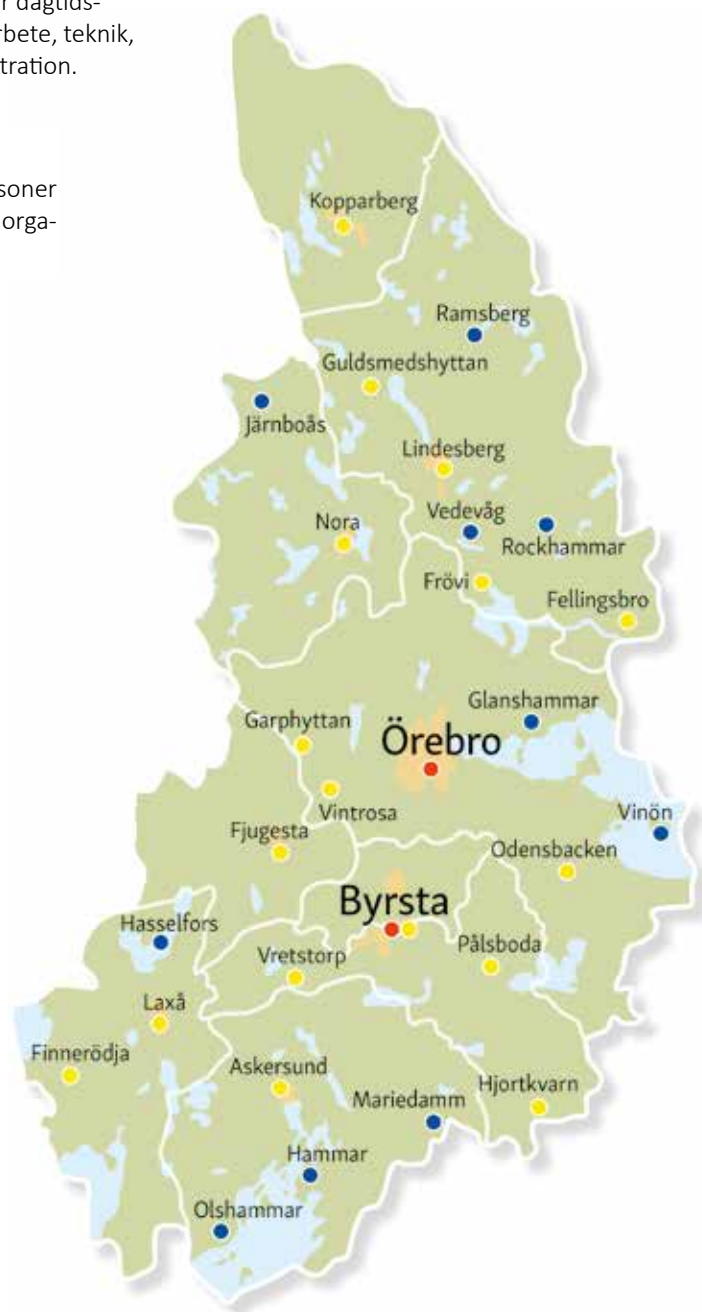 r dagtids-
rbete, teknik,
tration.
soner
orga-
Kopparberg
Ramsberg
Guldsmedshyttan
Järnboås
Lindesberg
Nora
Vedevåg
Rockhammar
Frövi
Fellingsbro
Glanshammar
Garphyttan
Örebro
Vintrosa
Vinön
Fjugesta
Odensbacken
Byrsta
Hasselfors
Vretstorp
Pålsboda
Laxå
Finnerödja
Askersund
Hjortkvarn
Mariedamm
Hammar
Olshammar